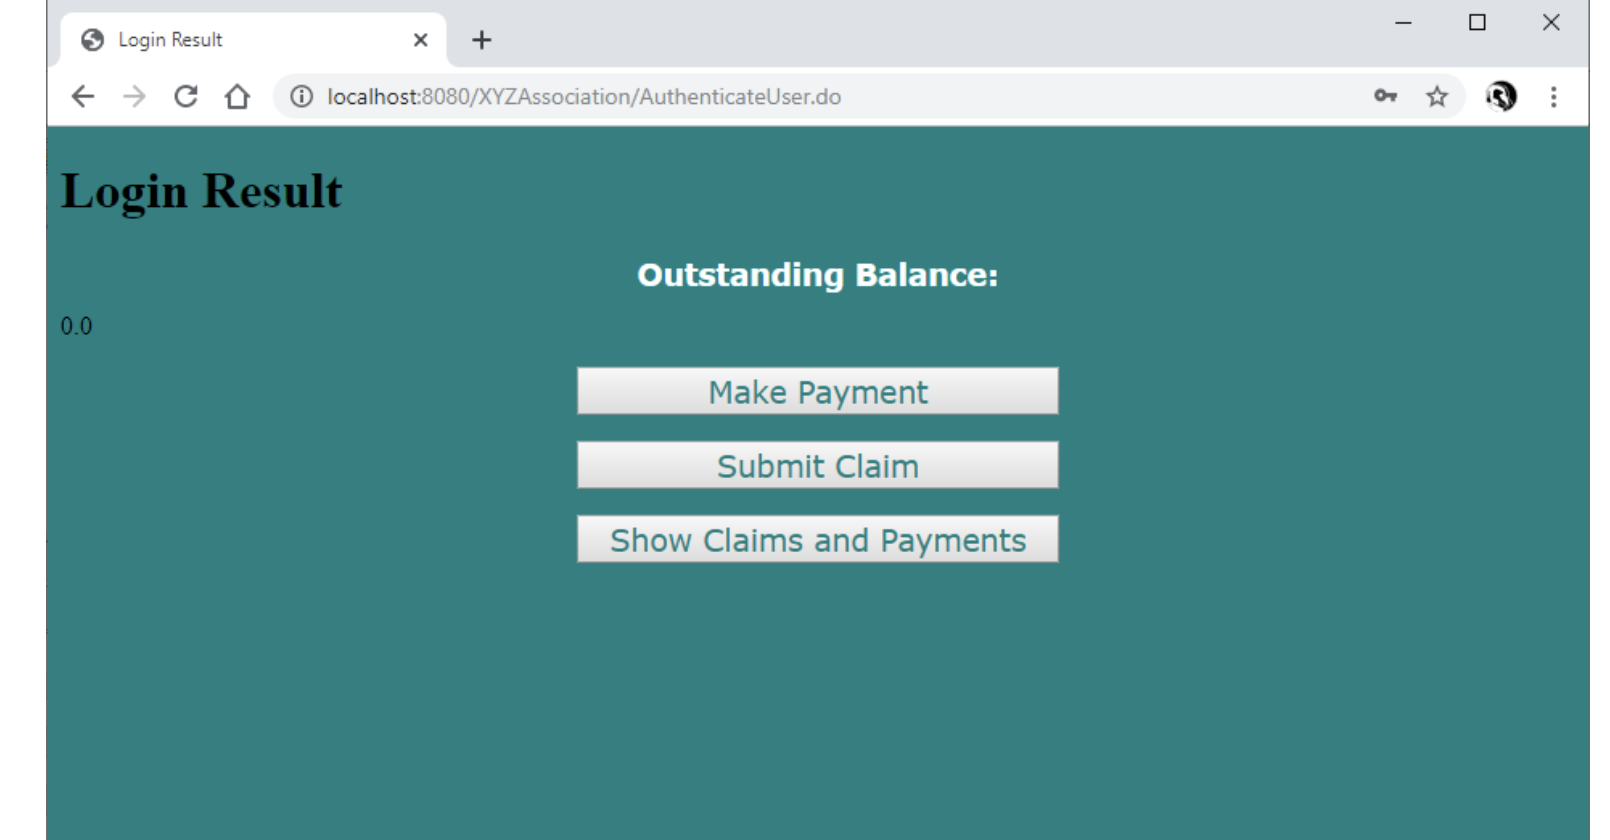 Login Result
localhost:8080/XYZAssociation/AuthenticateUser.do
Login Result
Outstanding Balance:
0.0
Make Payment
Submit Claim
Show Claims and Payments